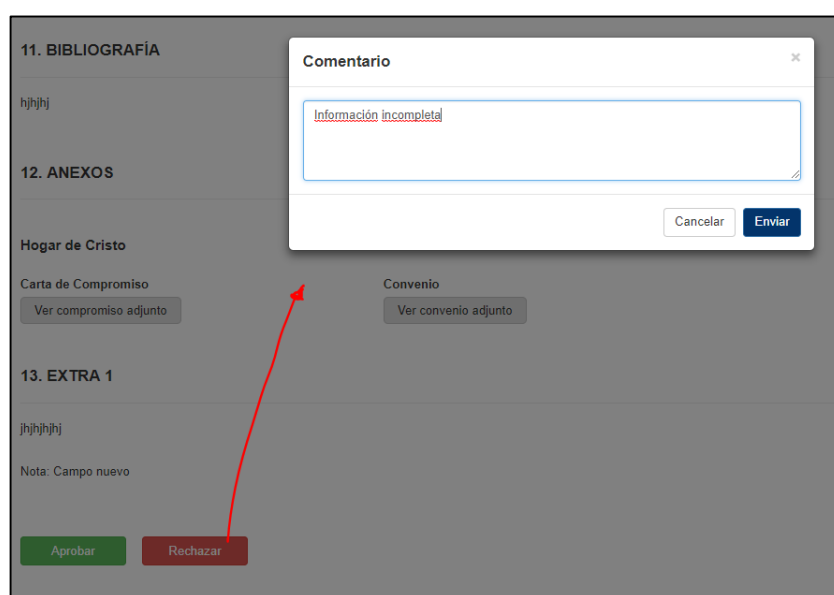 11. BIBLIOGRAFÍA
hjhjhj
12. ANEXOS
Hogar de Cristo
Carta de Compromiso
Convenio
Ver compromiso adjunto
Ver convenio adjunto
13. EXTRA 1
jhjhjhjhj
Nota: Campo nuevo
Aprobar
Rechazar
Comentario
×
Información incompleta
Cancelar
Enviar